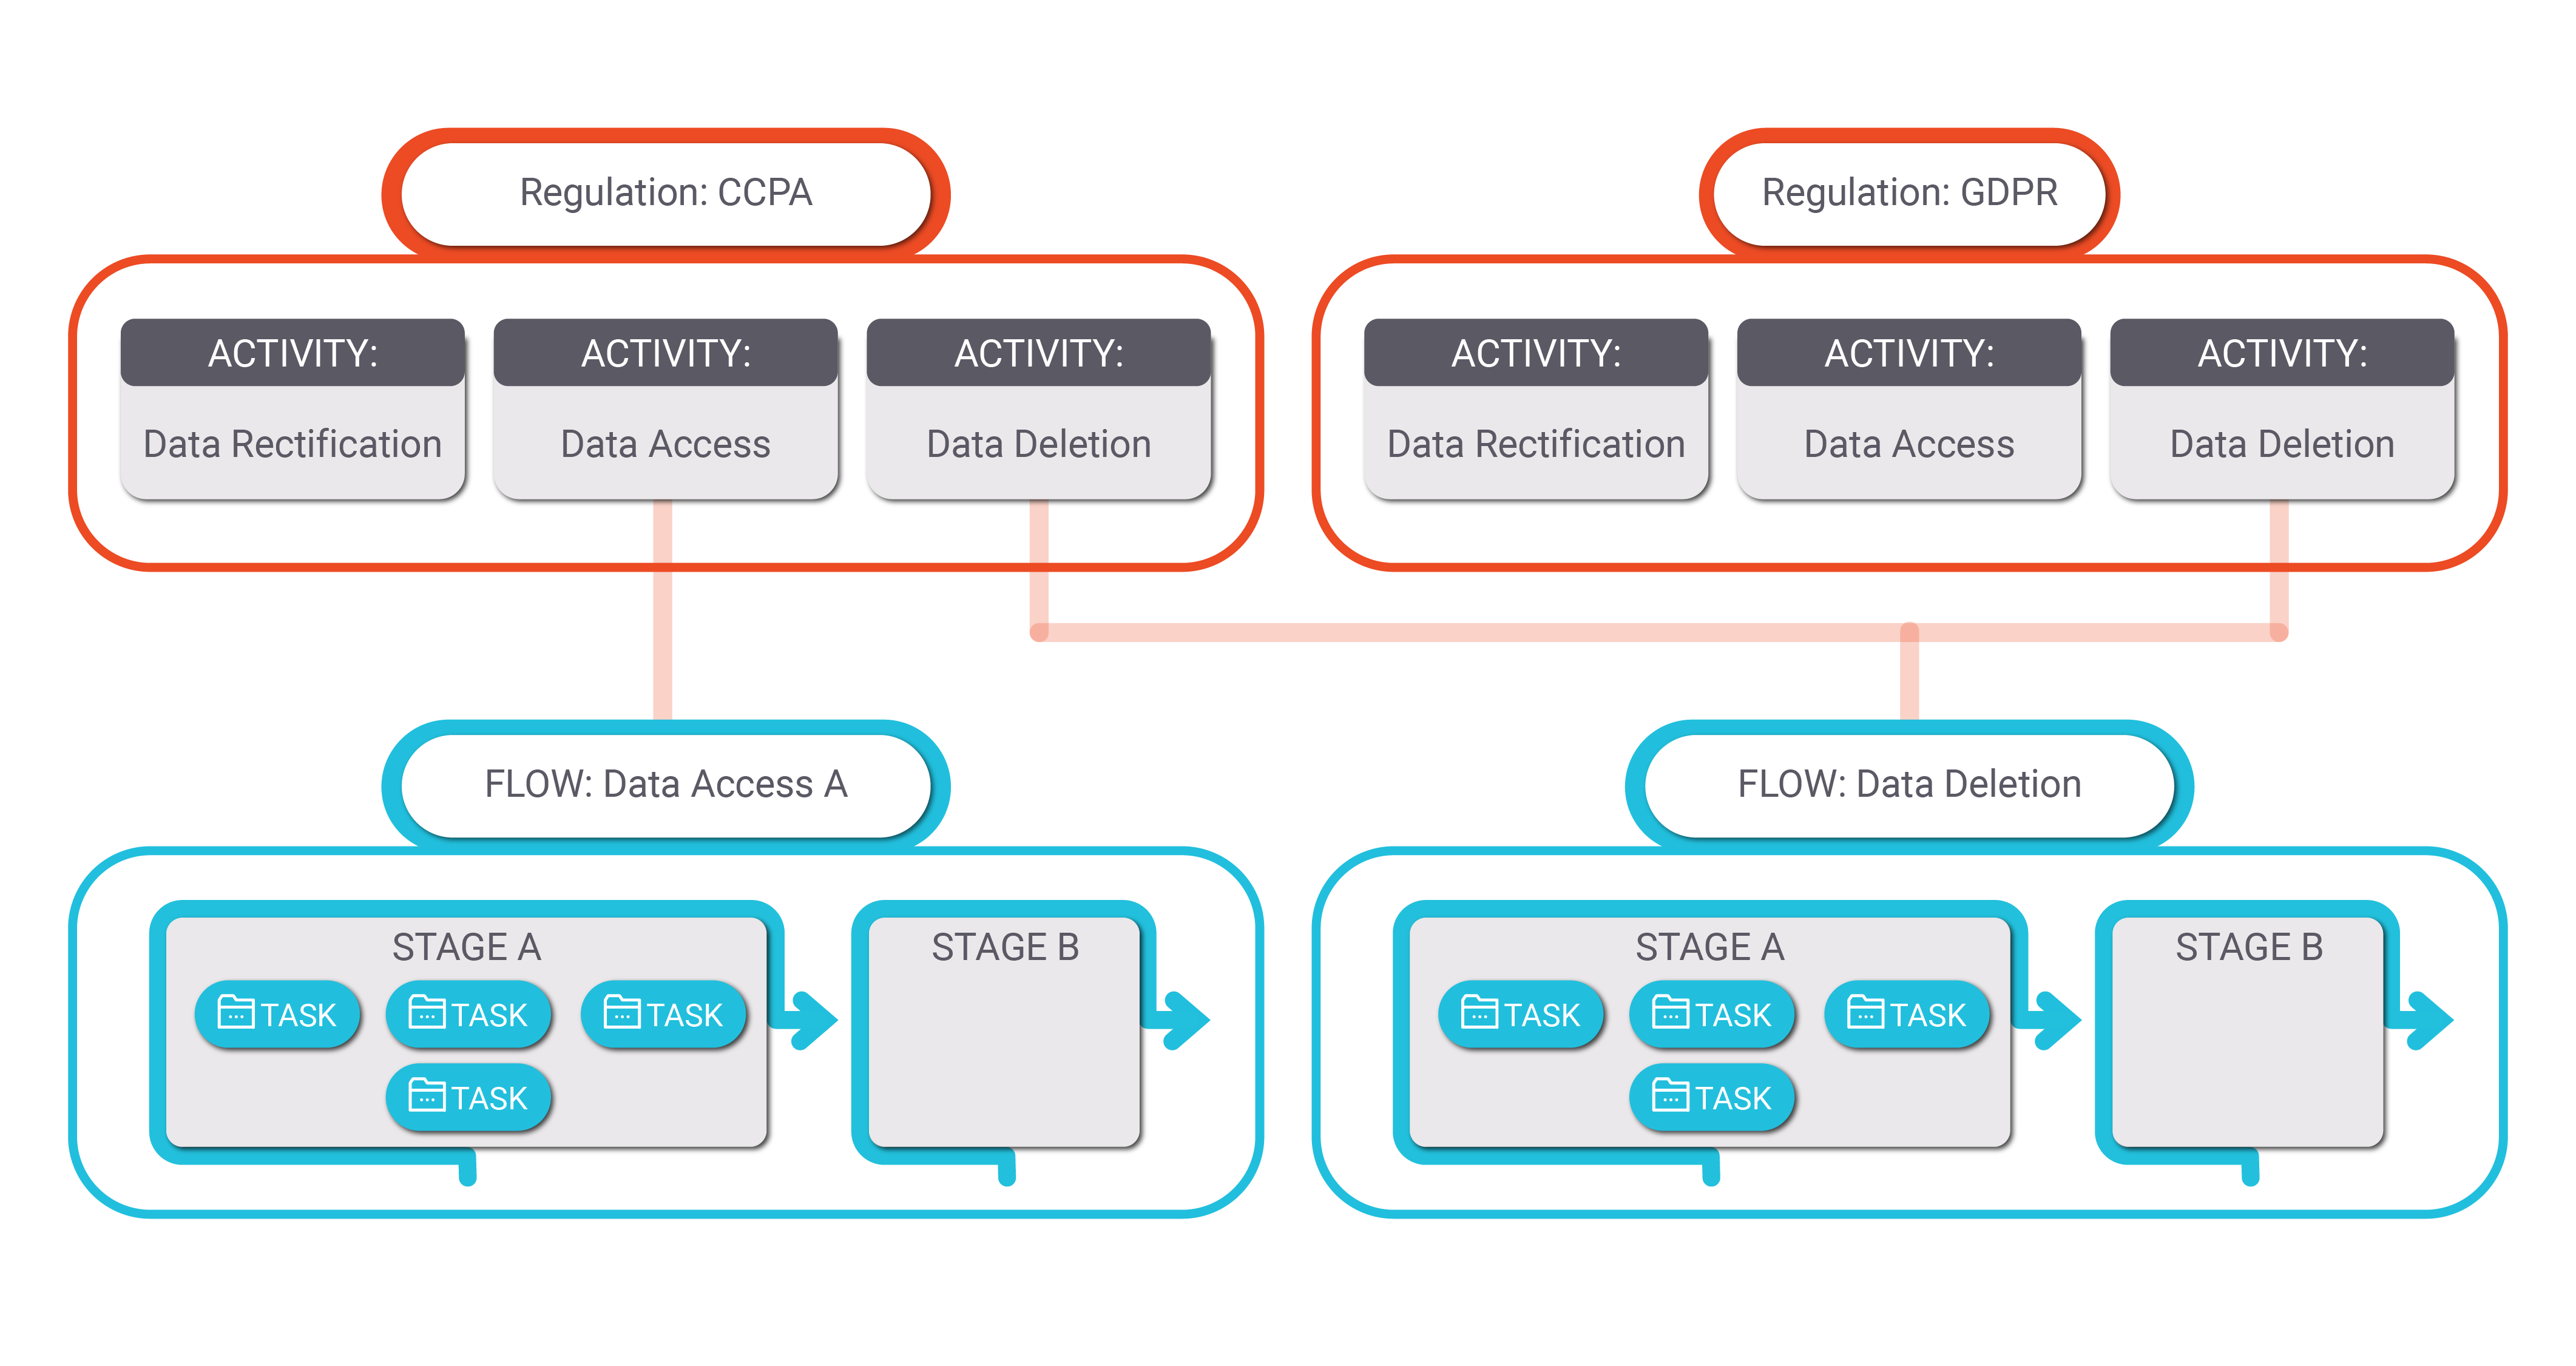 Regulation: CCPA
Regulation: GDPR
ACTIVITY:
Data Rectification
ACTIVITY:
Data Access
ACTIVITY:
Data Deletion
ACTIVITY:
Data Rectification
ACTIVITY:
Data Access
ACTIVITY:
Data Deletion
FLOW: Data Access A
FLOW: Data Deletion
STAGE A
TASK
TASK
TASK
TASK
STAGE B
STAGE A
TASK
TASK
TASK
TASK
STAGE B